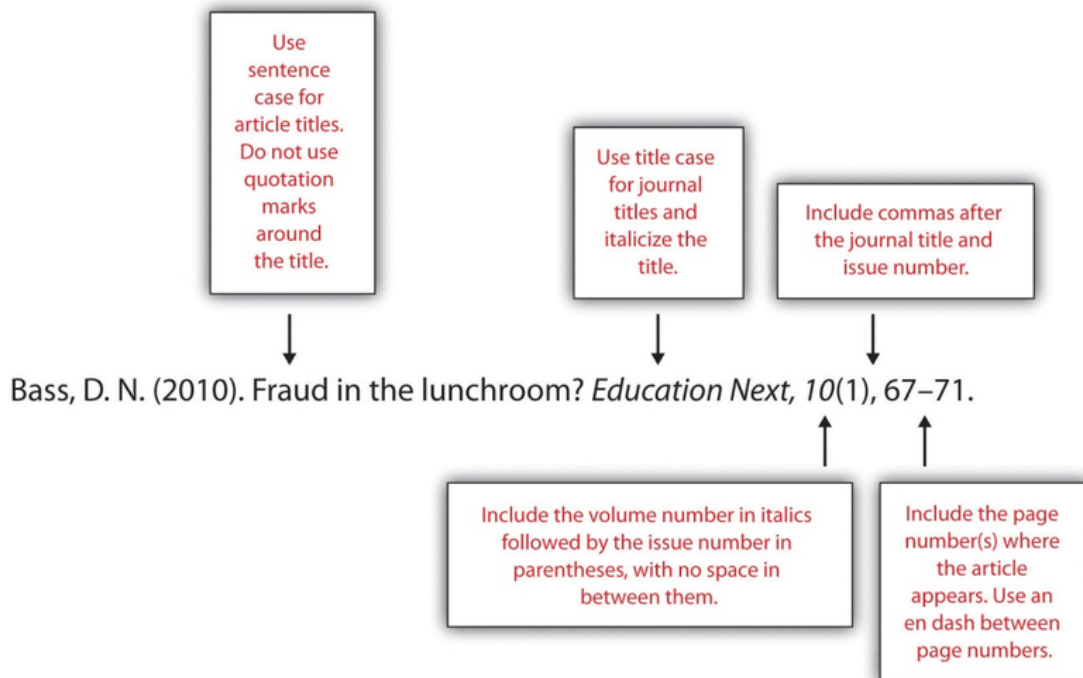 Use
sentence
case for
article titles.
Do not use
quotation
marks
around
the title.
Use title case
for journal
titles and
italicize the
title.
Include commas after
the journal title and
issue number.
Bass, D. N. (2010). Fraud in the lunchroom? Education Next, 10(1), 67–71.
Include the volume number in italics
followed by the issue number in
parentheses, with no space in
between them.
Include the page
number(s) where
the article
appears. Use an
en dash between
page numbers.